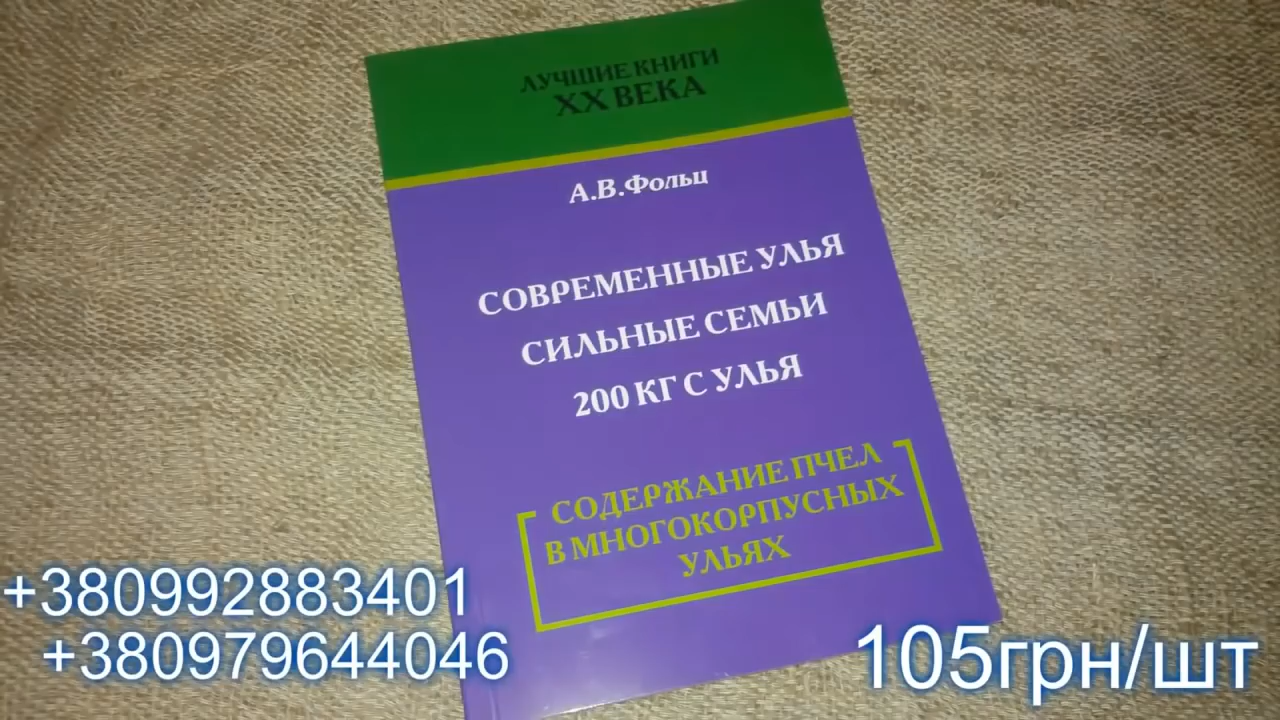 ЛУЧШИЕ КНИГИ
XX ВЕКА
А.В.Фольц
СОВРЕМЕННЫЕ УЛЬЯ
СИЛЬНЫЕ СЕМЬИ
200 КГ С УЛЬЯ
СОДЕРЖАНИЕ ПЧЕЛ
В МНОГОКОРПУСНЫХ
УЛЬЯХ
+380992883401
+380979644046
105грн/шт